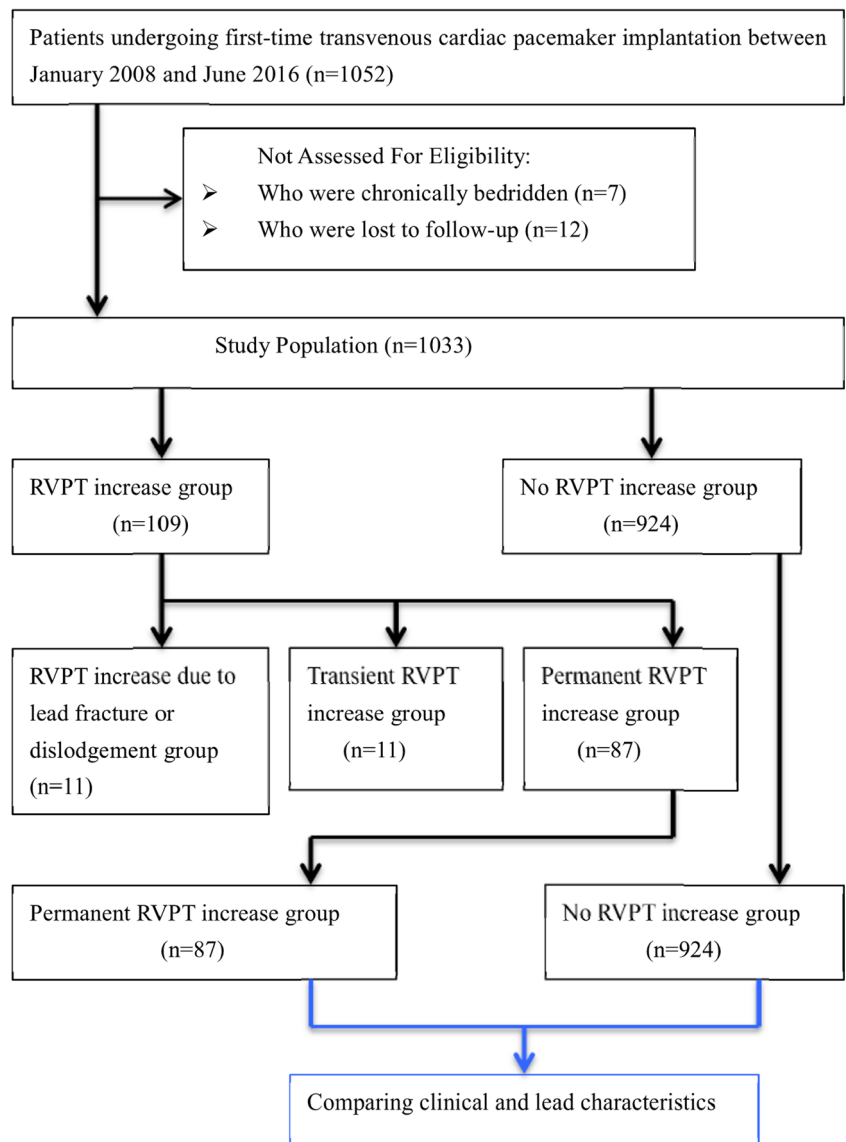 Patients undergoing first-time transvenous cardiac pacemaker implantation between
January 2008 and June 2016 (n=1052)
Not Assessed For Eligibility:
➢ Who were chronically bedridden (n=7)
➢ Who were lost to follow-up (n=12)
Study Population (n=1033)
RVPT increase group
(n=109)
No RVPT increase group
(n=924)
RVPT increase due to
lead fracture or
dislodgement group
(n=11)
Transient RVPT
increase group
(n=11)
Permanent RVPT
increase group
(n=87)
Permanent RVPT increase group
(n=87)
No RVPT increase group
(n=924)
Comparing clinical and lead characteristics